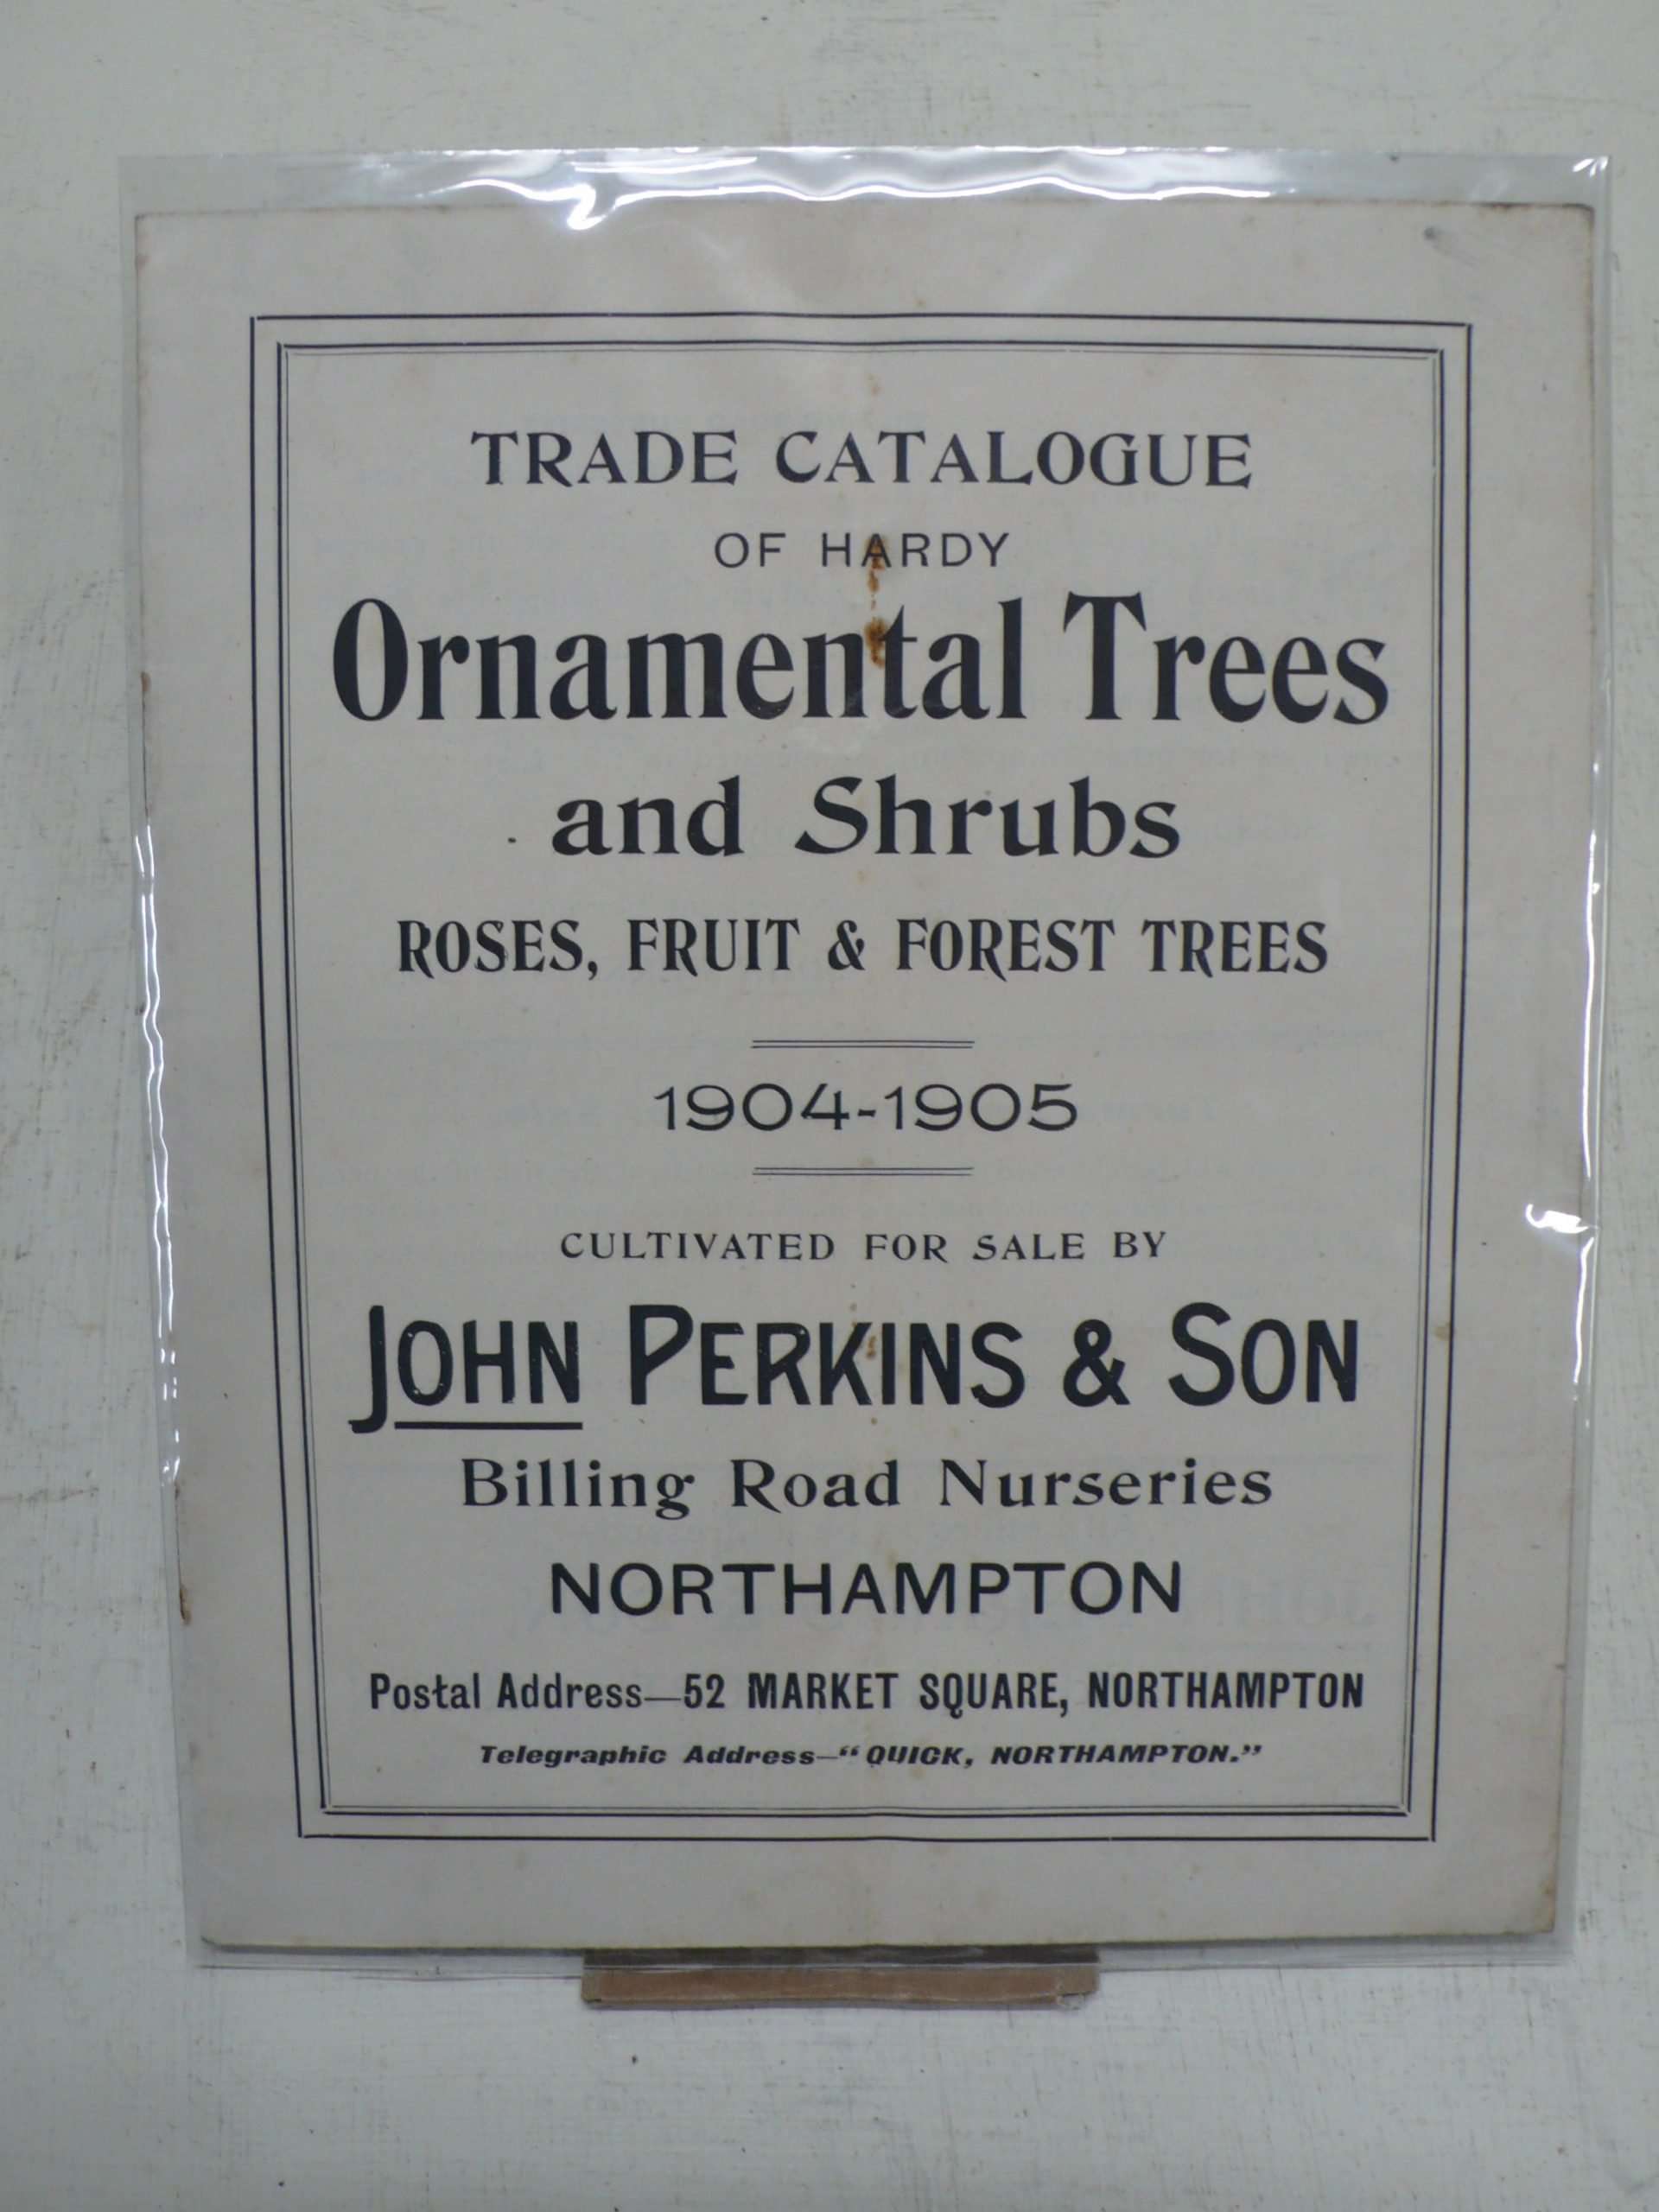 TRADE CATALOGUE
OF HARDY
Ornamental Trees
and Shrubs
ROSES, FRUIT & FOREST TREES
1904-1905
CULTIVATED FOR SALE BY
JOHN PERKINS & SON
Billing Road Nurseries
NORTHAMPTON
Postal Address—52 MARKET SQUARE, NORTHAMPTON
Telegraphic Address—“QUICK, NORTHAMPTON.”